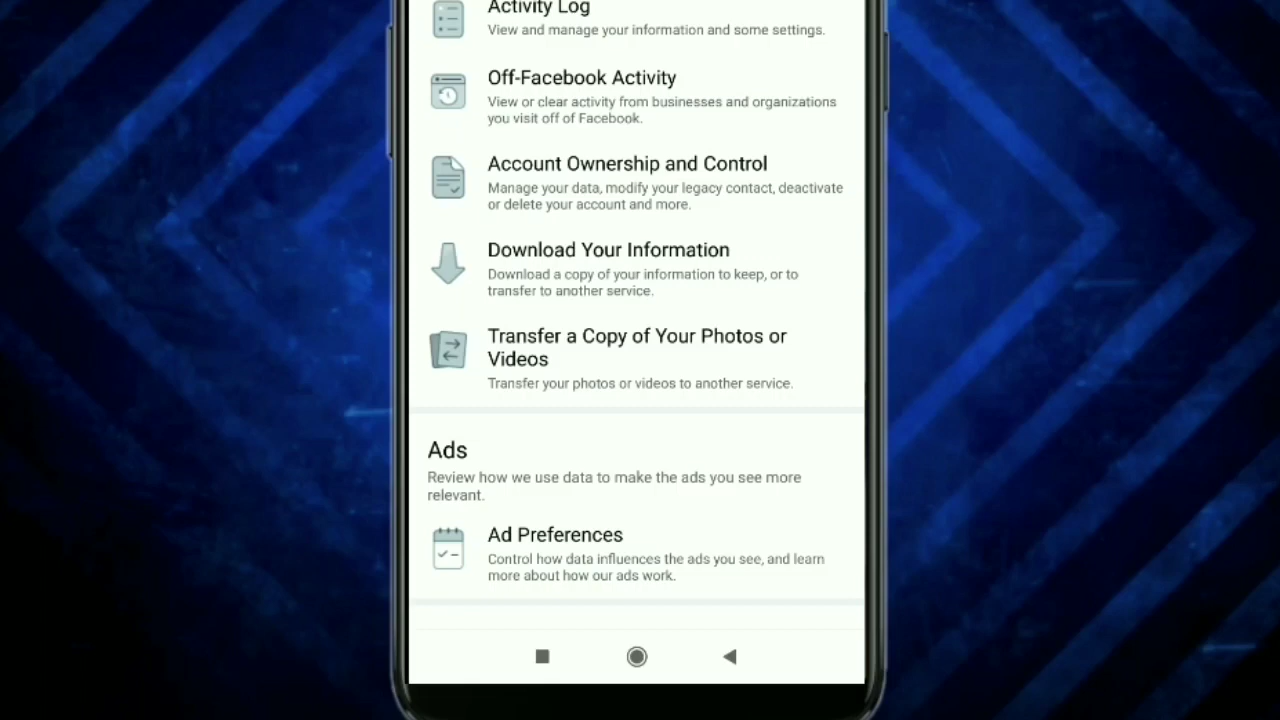 Activity Log
View and manage your information and some settings.
Off-Facebook Activity
View or clear activity from businesses and organizations
you visit off of Facebook.
Account Ownership and Control
Manage your data, modify your legacy contact, deactivate
or delete your account and more.
Download Your Information
Download a copy of your information to keep, or to
transfer to another service.
Transfer a Copy of Your Photos or
Videos
Transfer your photos or videos to another service.
Ads
Review how we use data to make the ads you see more
relevant.
Ad Preferences
Control how data influences the ads you see, and learn
more about how our ads work.